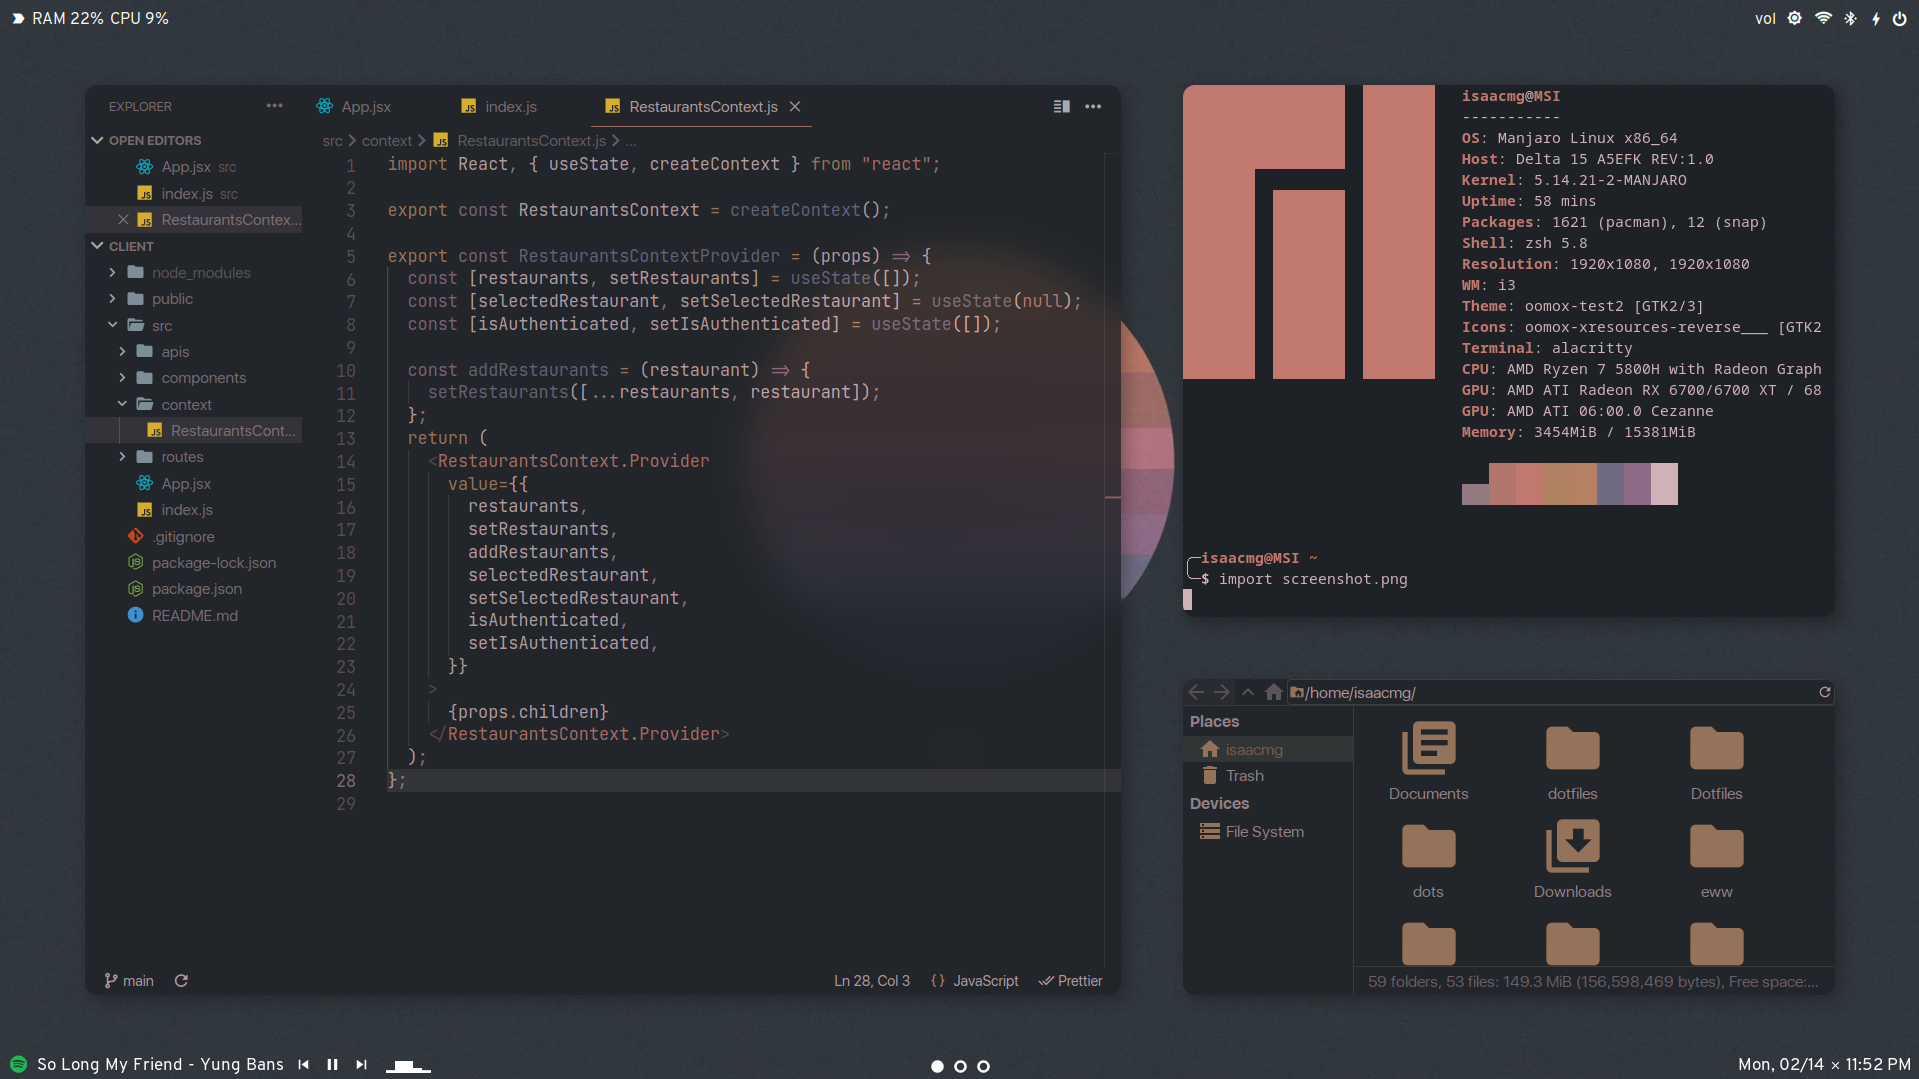 RAM 22% CPU 9%
vol
EXPLORER
OPEN EDITORS
App.jsx src
index.js src
RestaurantsContex...
CLIENT
node_modules
public
src
apis
components
context
RestaurantsCont...
routes
App.jsx
index.js
.gitignore
package-lock.json
package.json
README.md
App.jsx
index.js
RestaurantsContext.js
src > context > RestaurantsContext.js > ...
1 import React, { useState, createContext } from "react";
2
3 export const RestaurantsContext = createContext();
4
5 export const RestaurantsContextProvider = (props) => {
6 const [restaurants, setRestaurants] = useState([]);
7 const [selectedRestaurant, setSelectedRestaurant] = useState(null);
8 const [isAuthenticated, setIsAuthenticated] = useState([]);
9
10 const addRestaurants = (restaurant) => {
11 setRestaurants([...restaurants, restaurant]);
12 };
13 return (
14 <RestaurantsContext.Provider
15 value={{
16 restaurants,
17 setRestaurants,
18 addRestaurants,
19 selectedRestaurant,
20 setSelectedRestaurant,
21 isAuthenticated,
22 setIsAuthenticated,
23 }}
24 >
25 {props.children}
26 </RestaurantsContext.Provider>
27 );
28 };
29
main
Ln 28, Col 3 {} JavaScript Prettier
isaacmg@MSI
-----------
OS: Manjaro Linux x86_64
Host: Delta 15 A5EFK REV:1.0
Kernel: 5.14.21-2-MANJARO
Uptime: 58 mins
Packages: 1621 (pacman), 12 (snap)
Shell: zsh 5.8
Resolution: 1920x1080, 1920x1080
WM: i3
Theme: oomox-test2 [GTK2/3]
Icons: oomox-xresources-reverse___ [GTK2
Terminal: alacritty
CPU: AMD Ryzen 7 5800H with Radeon Graph
GPU: AMD ATI Radeon RX 6700/6700 XT / 68
GPU: AMD ATI 06:00.0 Cezanne
Memory: 3454MiB / 15381MiB
isaacmg@MSI ~
$ import screenshot.png
/home/isaacmg/
Places
isaacmg
Trash
Devices
File System
Documents
dotfiles
Dotfiles
dots
Downloads
eww
59 folders, 53 files: 149.3 MiB (156,598,469 bytes), Free space:...
So Long My Friend - Yung Bans
Mon, 02/14 × 11:52 PM